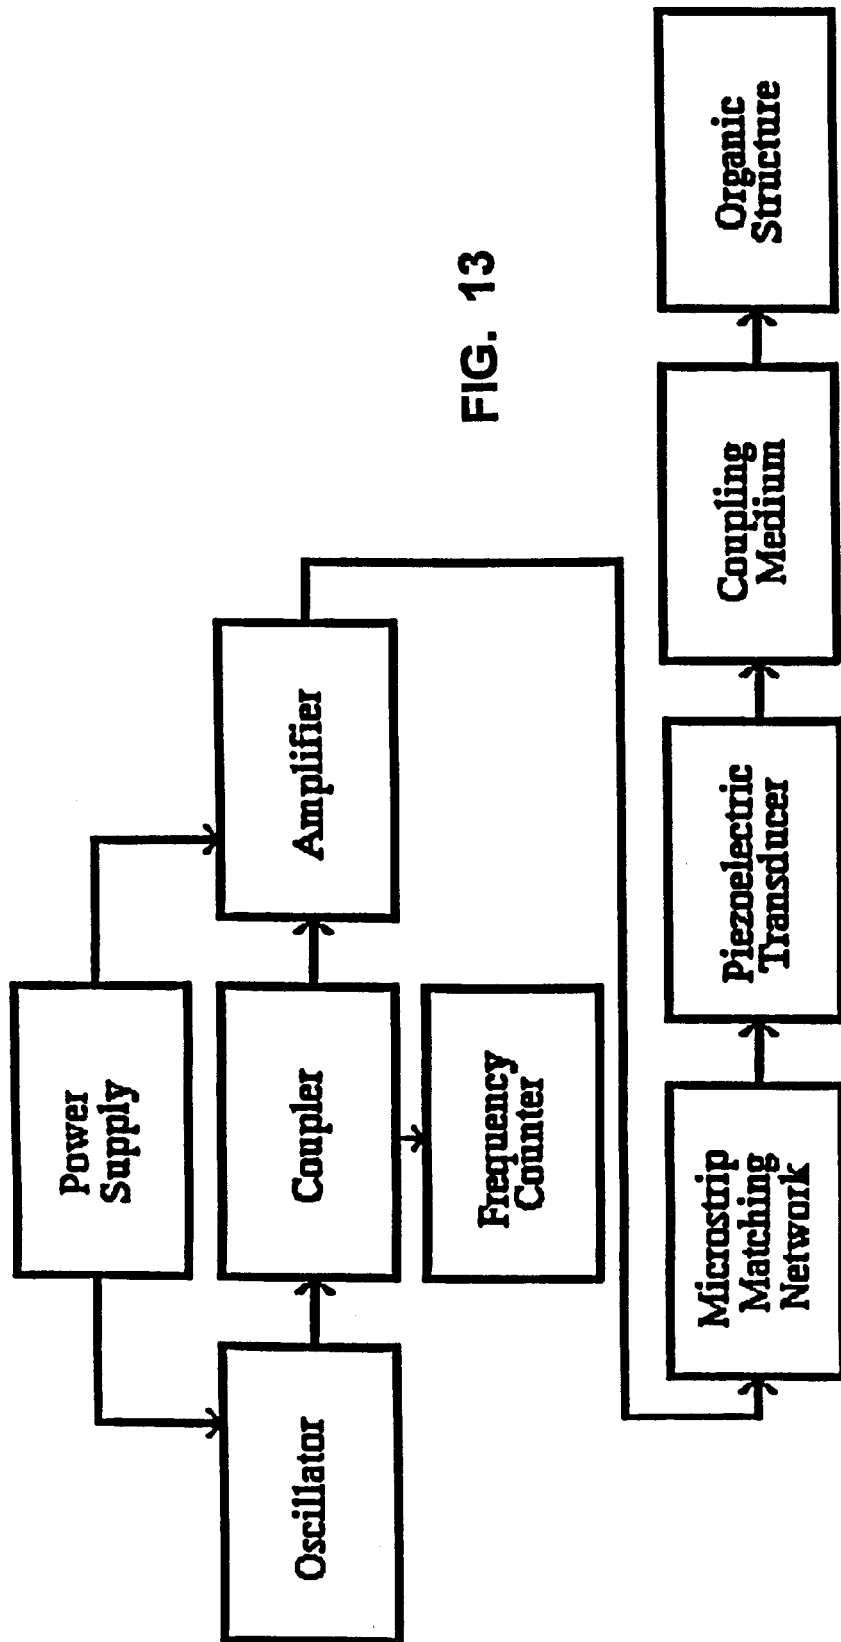 Power
Supply
Oscillator
Coupler
Amplifier
Frequency
Counter
FIG. 13
Microstrip
Matching
Network
Piezoelectric
Transducer
Coupling
Medium
Organic
Structure